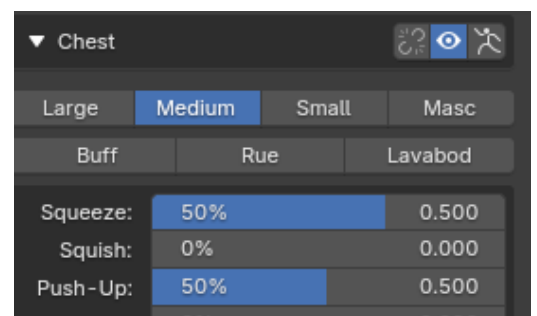 Chest
Large Medium Small Masc
Buff Rue Lavabod
Squeeze: 50% 0.500
Squish: 0% 0.000
Push-Up: 50% 0.500